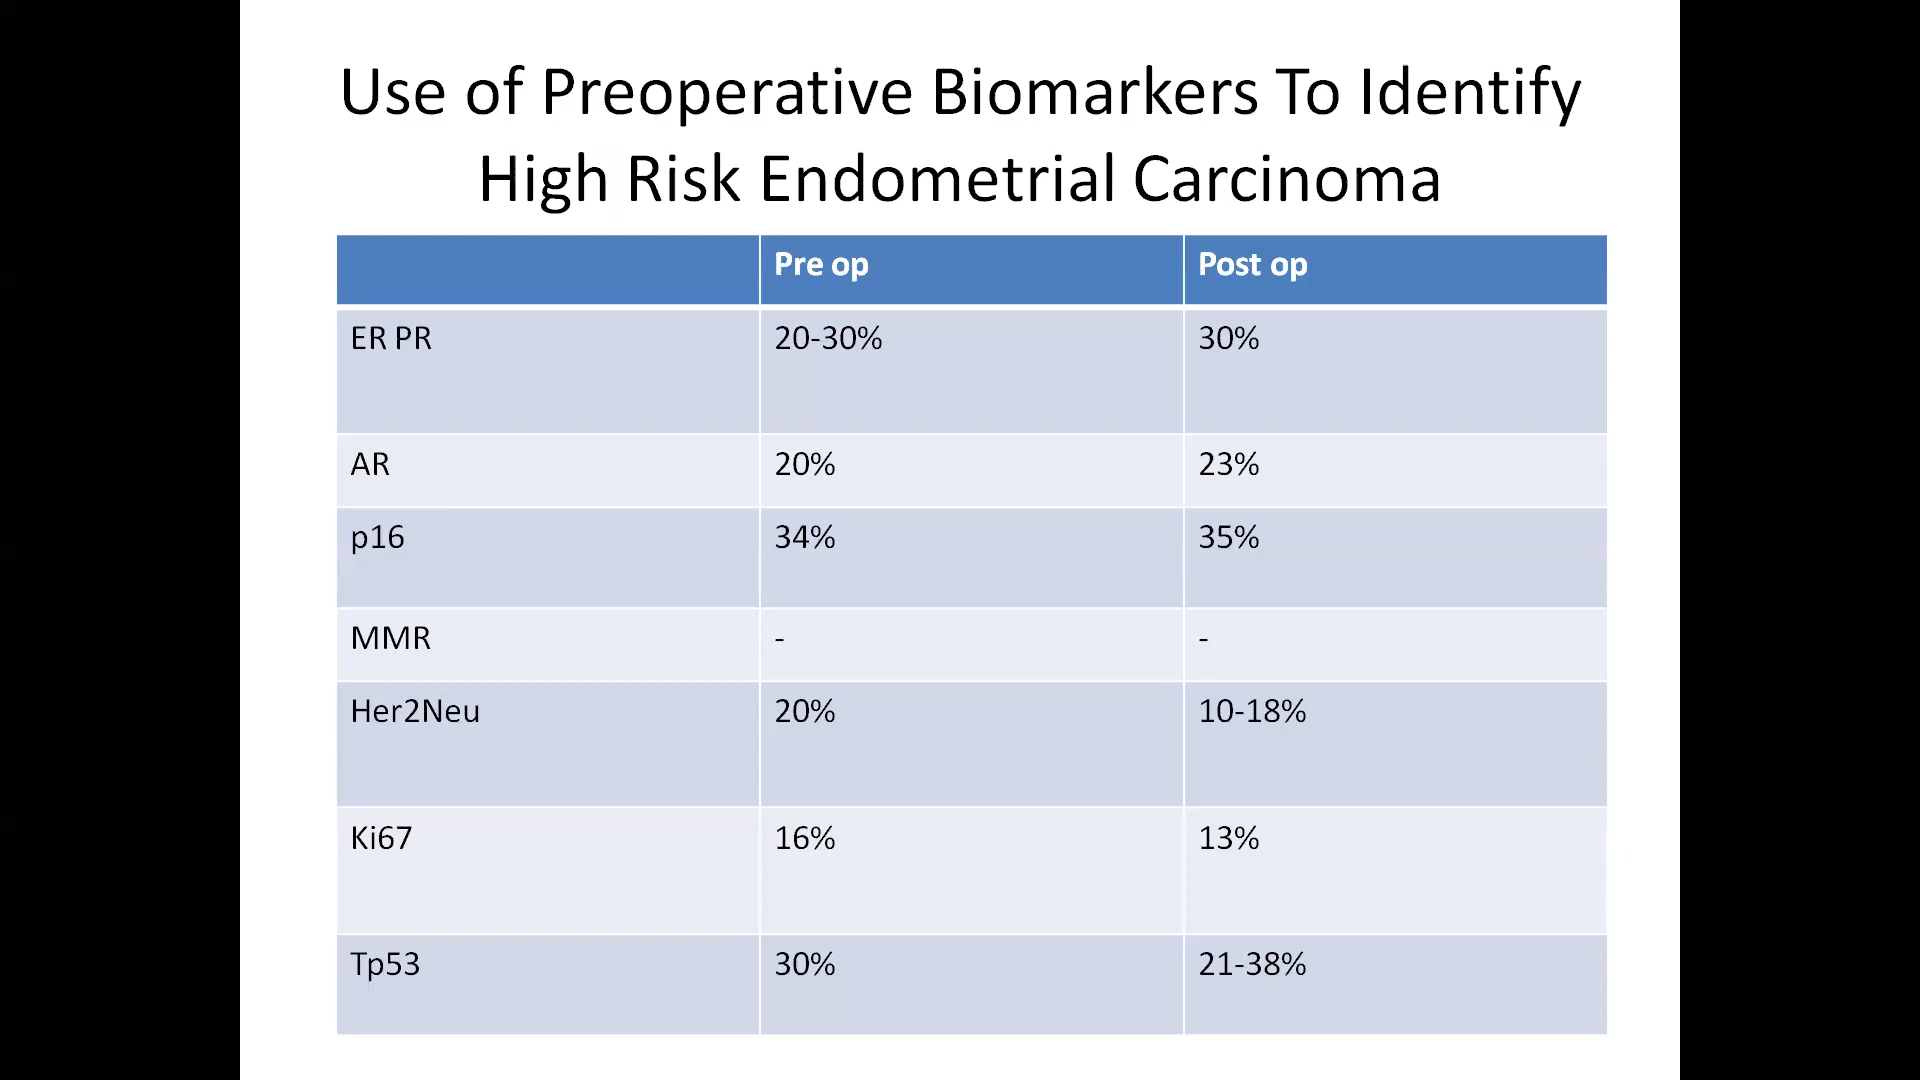 Use of Preoperative Biomarkers To Identify
High Risk Endometrial Carcinoma
Pre op Post op
ER PR 20-30% 30%
AR 20% 23%
p16 34% 35%
MMR - -
Her2Neu 20% 10-18%
Ki67 16% 13%
Tp53 30% 21-38%